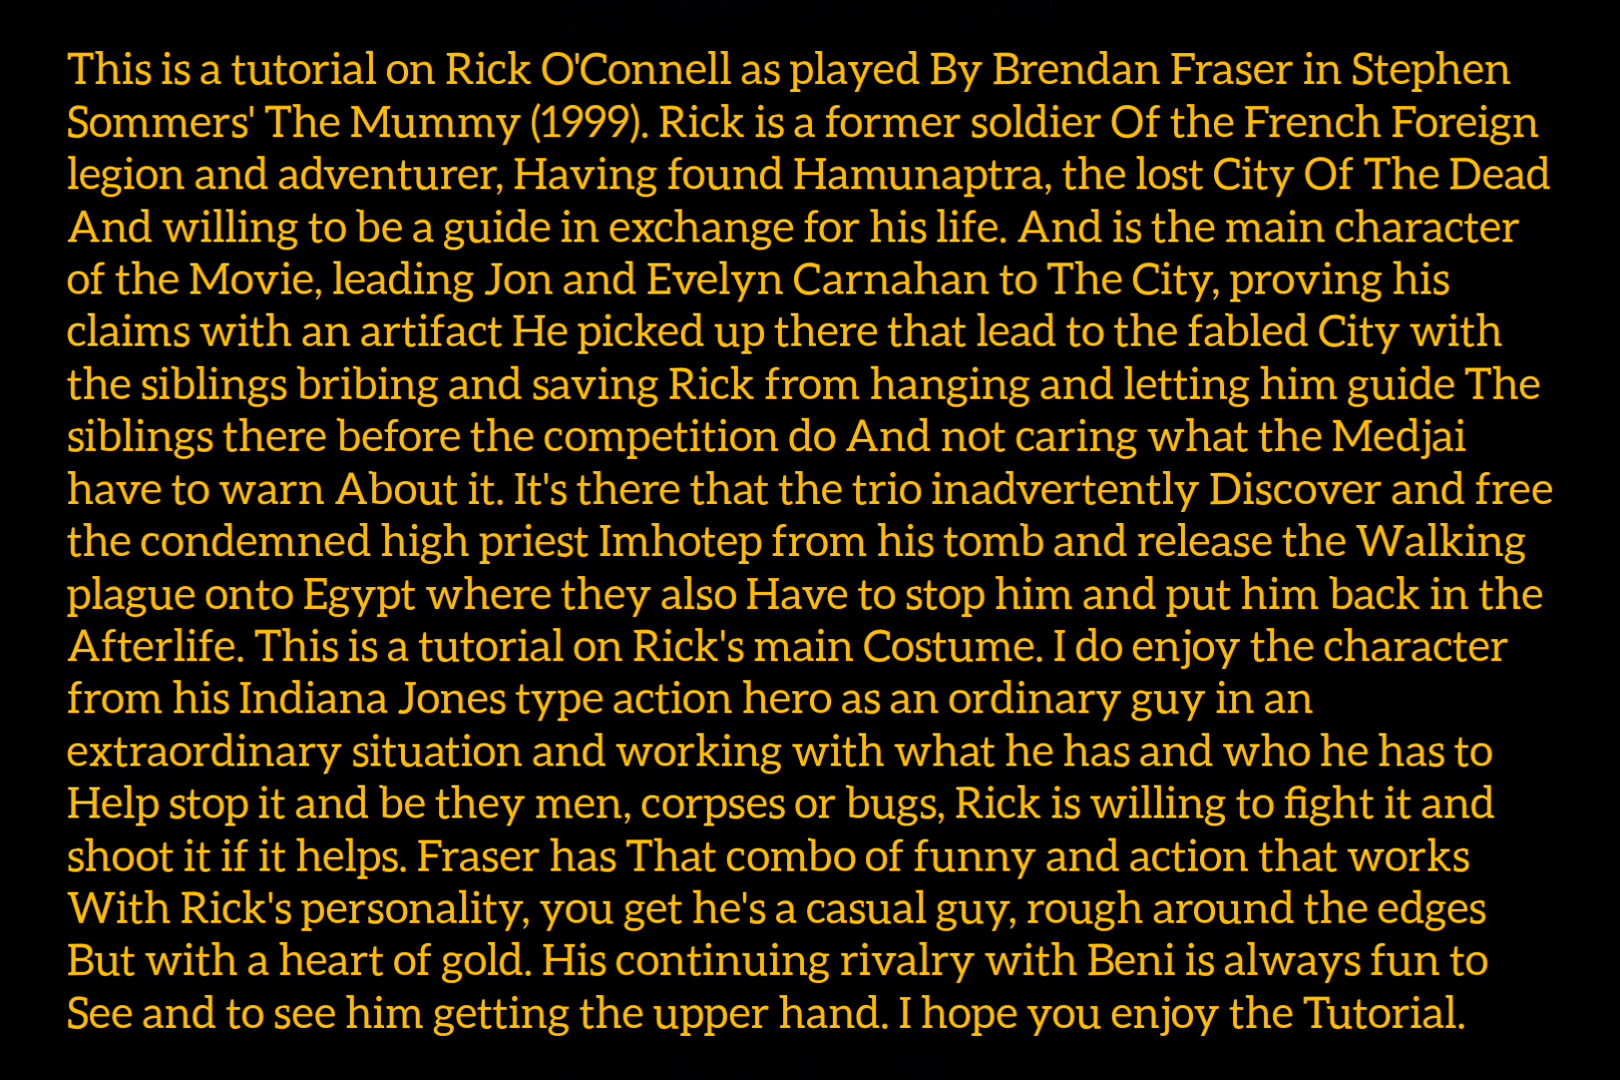 This is a tutorial on Rick O'Connell as played By Brendan Fraser in Stephen
Sommers' The Mummy (1999). Rick is a former soldier Of the French Foreign
legion and adventurer, Having found Hamunaptra, the lost City Of The Dead
And willing to be a guide in exchange for his life. And is the main character
of the Movie, leading Jon and Evelyn Carnahan to The City, proving his
claims with an artifact He picked up there that lead to the fabled City with
the siblings bribing and saving Rick from hanging and letting him guide The
siblings there before the competition do And not caring what the Medjai
have to warn About it. It's there that the trio inadvertently Discover and free
the condemned high priest Imhotep from his tomb and release the Walking
plague onto Egypt where they also Have to stop him and put him back in the
Afterlife. This is a tutorial on Rick's main Costume. I do enjoy the character
from his Indiana Jones type action hero as an ordinary guy in an
extraordinary situation and working with what he has and who he has to
Help stop it and be they men, corpses or bugs, Rick is willing to fight it and
shoot it if it helps. Fraser has That combo of funny and action that works
With Rick's personality, you get he's a casual guy, rough around the edges
But with a heart of gold. His continuing rivalry with Beni is always fun to
See and to see him getting the upper hand. I hope you enjoy the Tutorial.